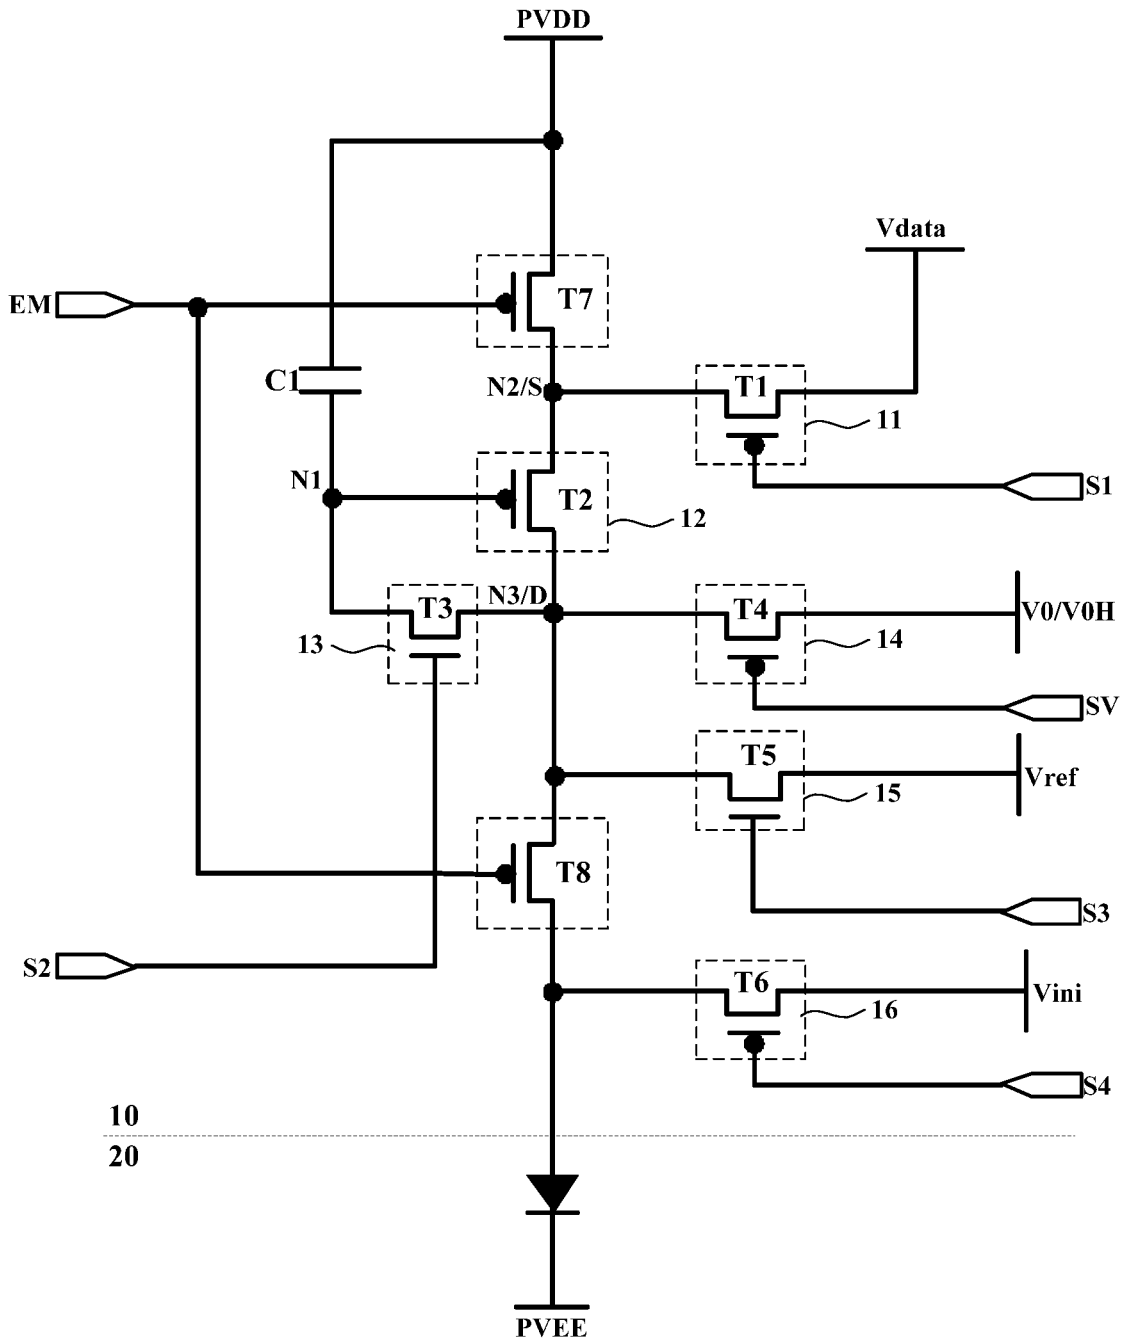 PVDD
Vdata
T7
EM
C1
N2/S
T1
11
N1
T2
S1
12
N3/D
T3
T4
V0/V0H
13
14
SV
T5
Vref
15
T8
S3
S2
T6
Vini
16
S4
10
20
PVEE